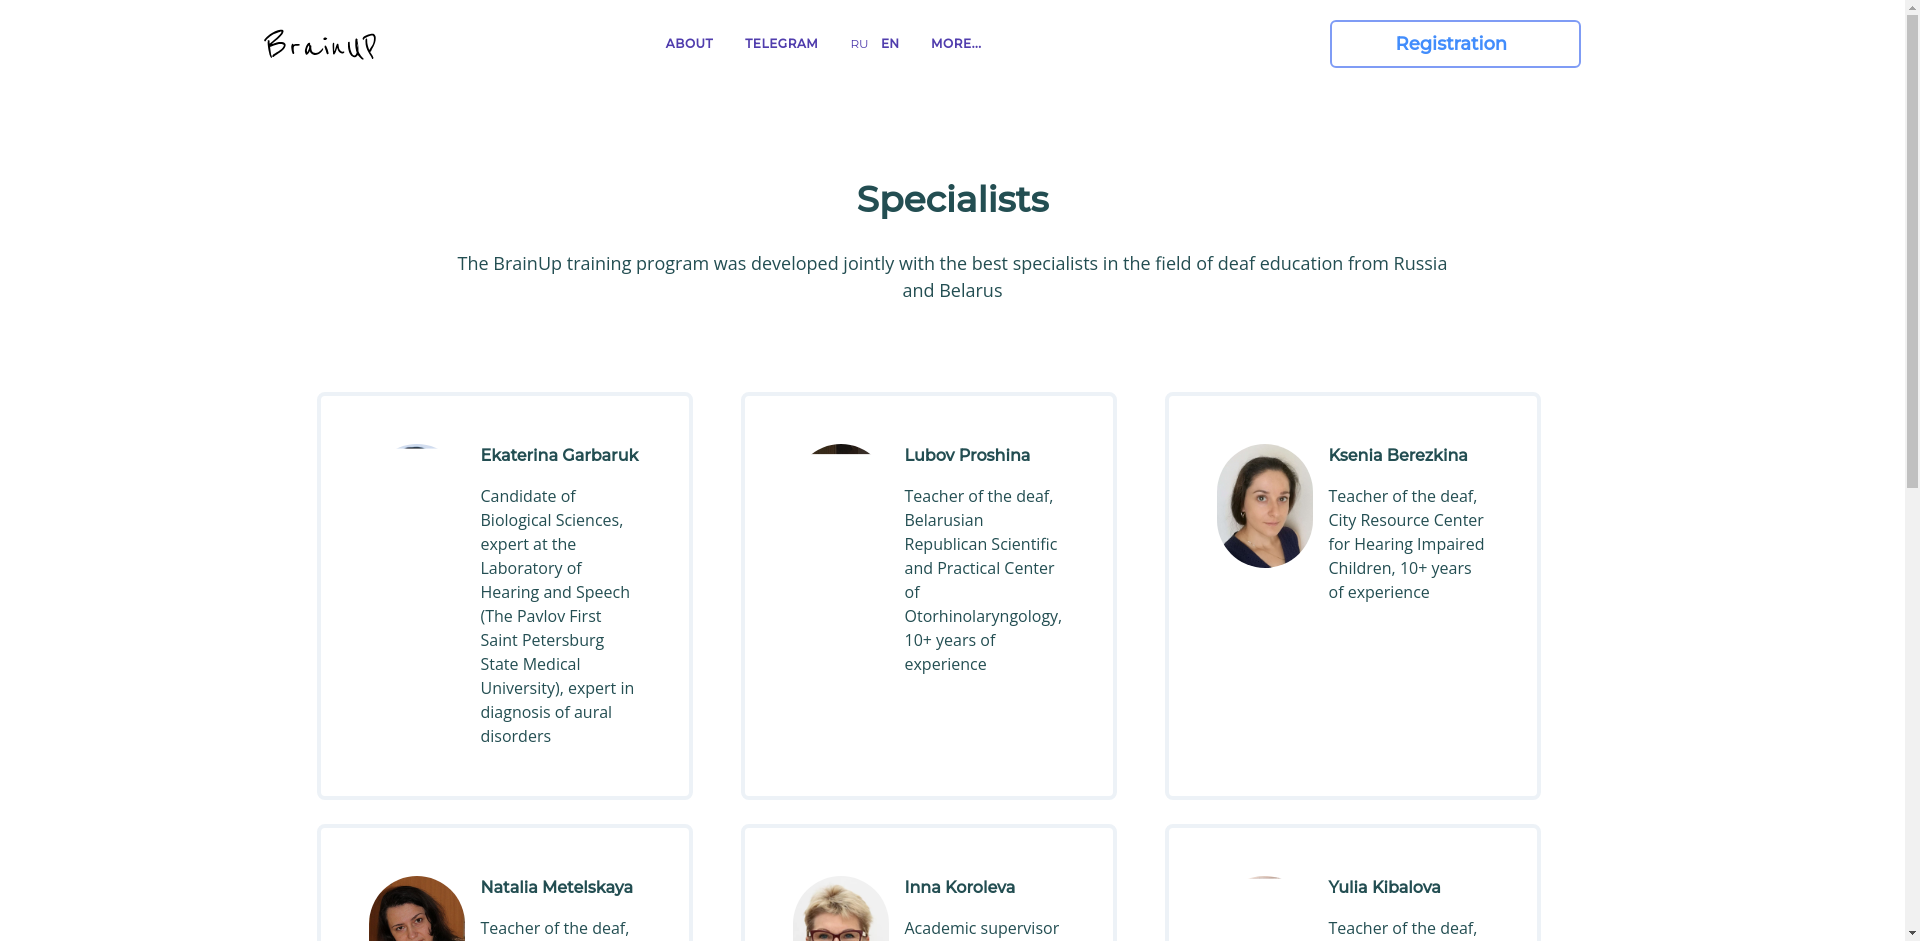 BrainUP
ABOUT TELEGRAM RU EN MORE...
Registration
Specialists
The BrainUp training program was developed jointly with the best specialists in the field of deaf education from Russia
and Belarus
Ekaterina Garbaruk
Candidate of
Biological Sciences,
expert at the
Laboratory of
Hearing and Speech
(The Pavlov First
Saint Petersburg
State Medical
University), expert in
diagnosis of aural
disorders
Lubov Proshina
Teacher of the deaf,
Belarusian
Republican Scientific
and Practical Center
of
Otorhinolaryngology,
10+ years of
experience
Ksenia Berezkina
Teacher of the deaf,
City Resource Center
for Hearing Impaired
Children, 10+ years
of experience
Natalia Metelskaya
Teacher of the deaf,
Inna Koroleva
Academic supervisor
Yulia Kibalova
Teacher of the deaf,